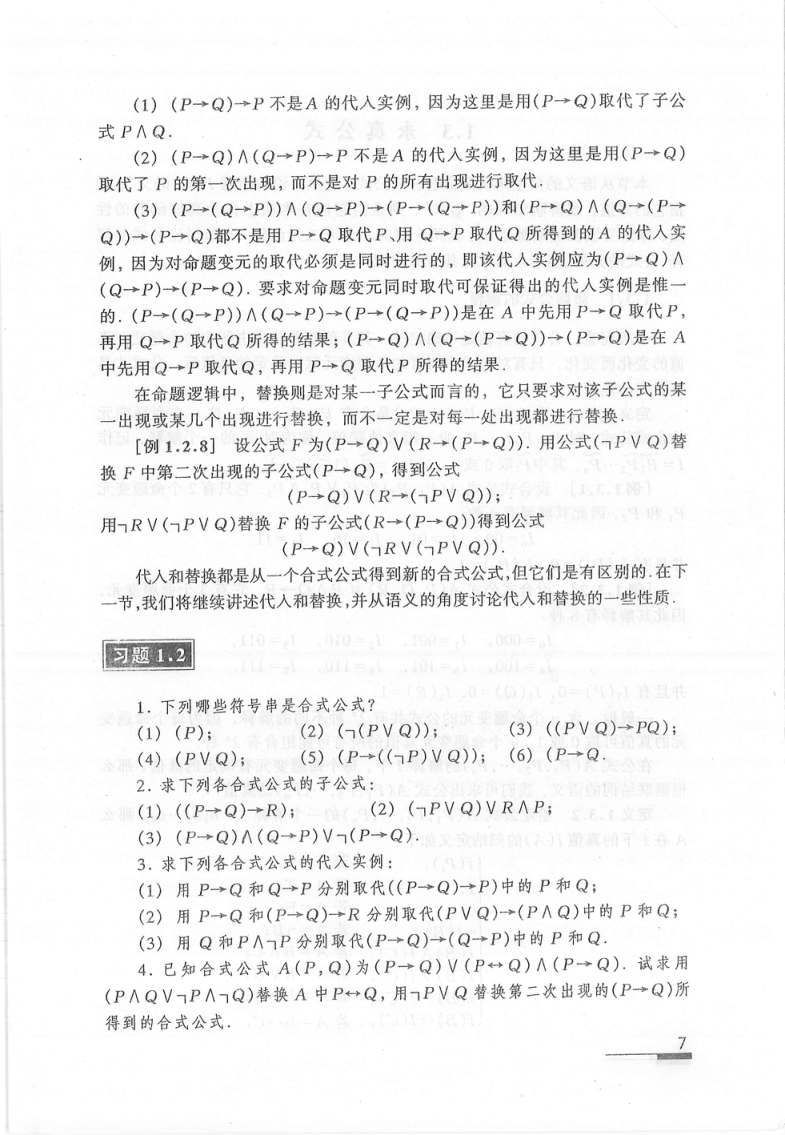 (1) (P→Q)→P 不是 A 的代入实例，因为这里是用(P→Q)取代了子公
式 P∧Q.
(2) (P→Q)∧(Q→P)→P 不是 A 的代入实例，因为这里是用(P→Q)
取代了 P 的第一次出现，而不是对 P 的所有出现进行取代.
(3) (P→(Q→P))∧(Q→P)→(P→(Q→P))和(P→Q)∧(Q→(P→
Q))→(P→Q)都不是用 P→Q 取代 P、用 Q→P 取代 Q 所得到的 A 的代入实
例，因为对命题变元的取代必须是同时进行的，即该代入实例应为(P→Q)∧
(Q→P)→(P→Q). 要求对命题变元同时取代可保证得出的代入实例是惟一
的. (P→(Q→P))∧(Q→P)→(P→(Q→P))是在 A 中先用 P→Q 取代 P，
再用 Q→P 取代 Q 所得的结果；(P→Q)∧(Q→(P→Q))→(P→Q)是在 A
中先用 Q→P 取代 Q，再用 P→Q 取代 P 所得的结果.
在命题逻辑中，替换则是对某一子公式而言的，它只要求对该子公式的某
一出现或某几个出现进行替换，而不一定是对每一处出现都进行替换.
[例 1.2.8] 设公式 F 为(P→Q)∨(R→(P→Q)). 用公式(¬P∨Q)替
换 F 中第二次出现的子公式(P→Q)，得到公式
(P→Q)∨(R→(¬P∨Q));
用¬R∨(¬P∨Q)替换 F 的子公式(R→(P→Q))得到公式
(P→Q)∨(¬R∨(¬P∨Q)).
代入和替换都是从一个合式公式得到新的合式公式,但它们是有区别的.在下
一节,我们将继续讲述代入和替换,并从语义的角度讨论代入和替换的一些性质.
习题 1.2
1. 下列哪些符号串是合式公式?
(1) (P); (2) (¬(P∨Q)); (3) ((P∨Q)→PQ);
(4) (P∨Q); (5) (P→((¬P)∨Q)); (6) (P→Q.
2. 求下列各合式公式的子公式:
(1) ((P→Q)→R); (2) (¬P∨Q)∨R∧P;
(3) (P→Q)∧(Q→P)∨¬(P→Q).
3. 求下列各合式公式的代入实例:
(1) 用 P→Q 和 Q→P 分别取代((P→Q)→P)中的 P 和 Q;
(2) 用 P→Q 和(P→Q)→R 分别取代(P∨Q)→(P∧Q)中的 P 和 Q;
(3) 用 Q 和 P∧¬P 分别取代(P→Q)→(Q→P)中的 P 和 Q.
4. 已知合式公式 A(P,Q)为(P→Q)∨(P↔Q)∧(P→Q). 试求用
(P∧Q∨¬P∧¬Q)替换 A 中 P↔Q，用¬P∨Q 替换第二次出现的(P→Q)所
得到的合式公式.
7